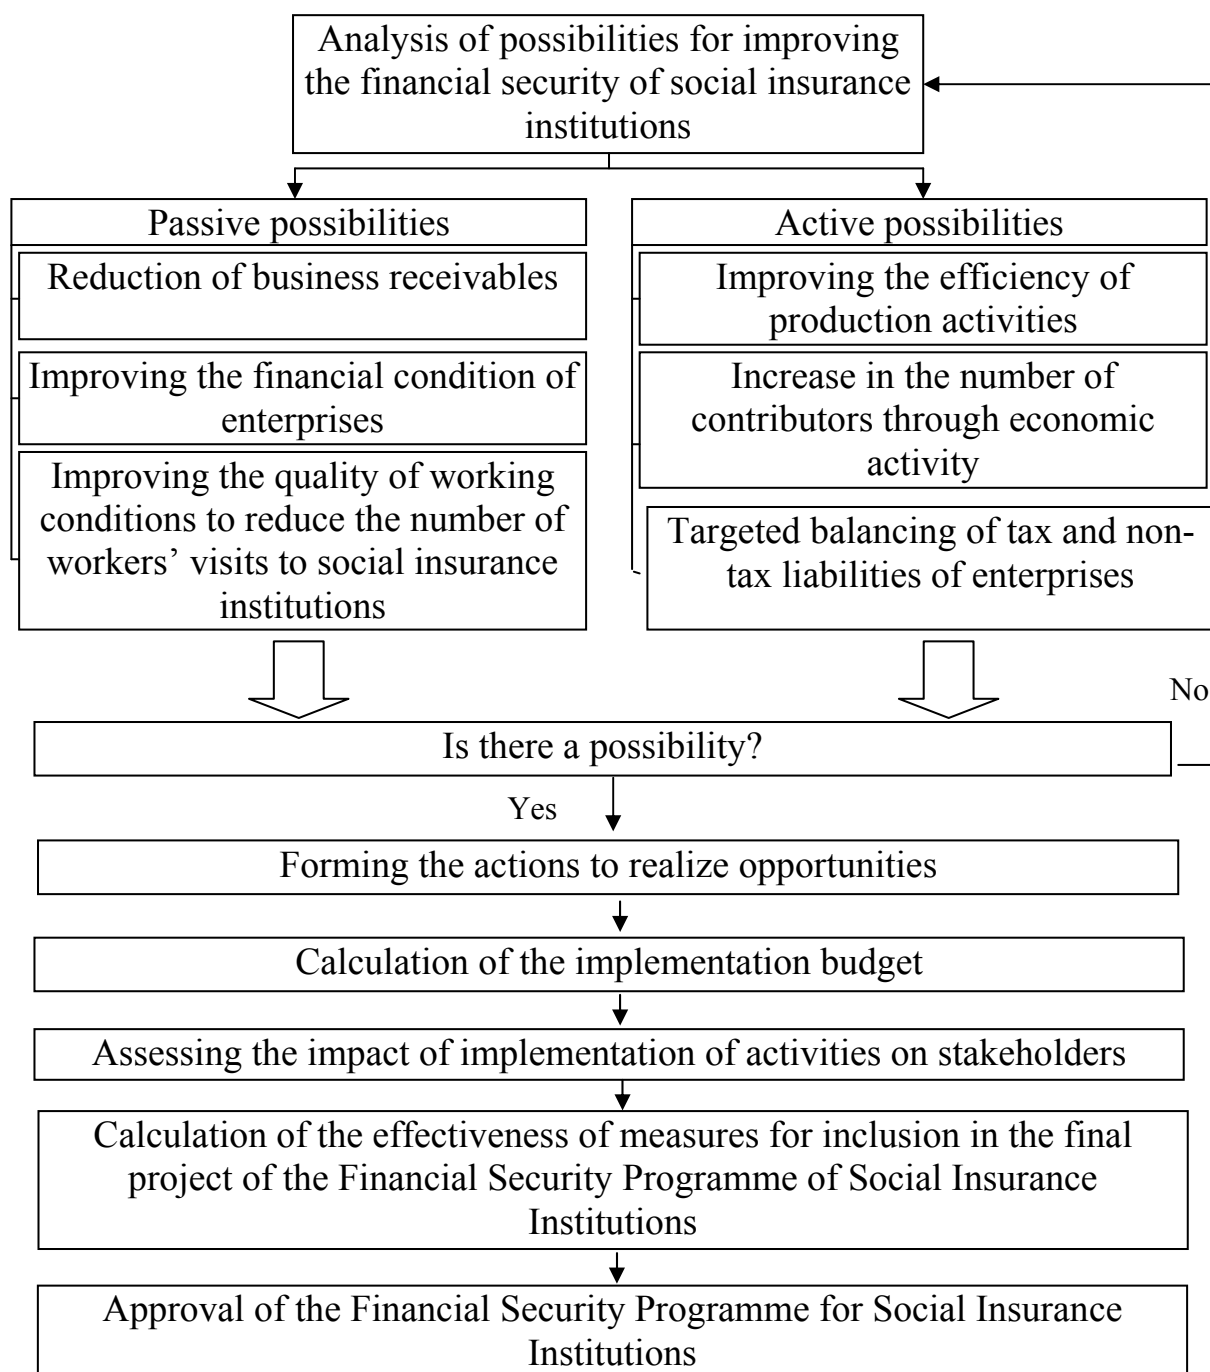 Analysis of possibilities for improving
the financial security of social insurance
institutions
Passive possibilities
Reduction of business receivables
Improving the financial condition of
enterprises
Improving the quality of working
conditions to reduce the number of
workers’ visits to social insurance
institutions
Active possibilities
Improving the efficiency of
production activities
Increase in the number of
contributors through economic
activity
Targeted balancing of tax and non-
tax liabilities of enterprises
No
Is there a possibility?
Yes
Forming the actions to realize opportunities
Calculation of the implementation budget
Assessing the impact of implementation of activities on stakeholders
Calculation of the effectiveness of measures for inclusion in the final
project of the Financial Security Programme of Social Insurance
Institutions
Approval of the Financial Security Programme for Social Insurance
Institutions